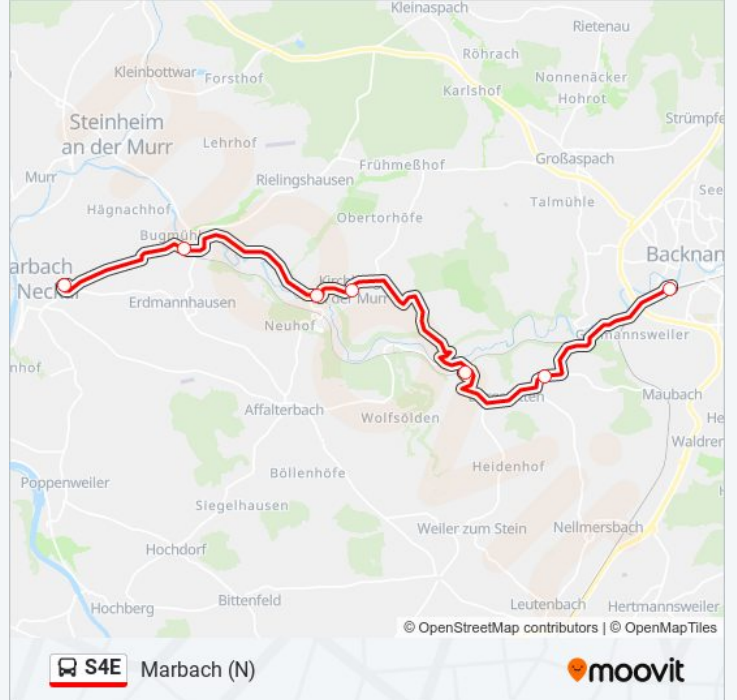 Kleinaspach
Rietenau
Röhrach
Kleinbottwar
Forsthof
Nonnenäcker
Karlshof
Hohrot
Steinheim
an der Murr
Strümpfe
Lehrhof
Großaspach
Frühmeßhof
Murr
Rielingshausen
See
Talmühle
Hägnachhof
Obertorhöfe
Bugmühl
Backnan
arbach
Neck
Kirch
der Murr
Erdmannhausen
Neuhof
mannsweiler
nhof
Maubach
Affalterbach
Wolfsölden
He
Waldren
Heidenhof
Böllenhöfe
Poppenweiler
Siegelhausen
Weiler zum Stein
Nellmersbach
Hochdorf
Bittenfeld
Hochberg
Leutenbach
Hertmannsweiler
© OpenStreetMap contributors | © OpenMapTiles
S4E Marbach (N) moovit